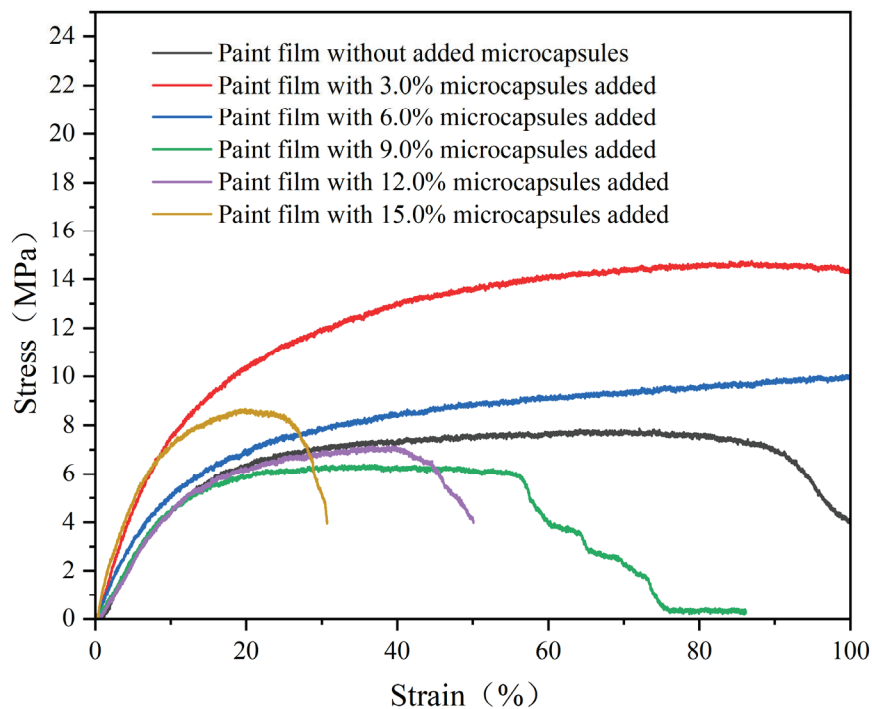 Stress（MPa）
24
22
20
18
16
14
12
10
8
6
4
2
0
Paint film without added microcapsules
Paint film with 3.0% microcapsules added
Paint film with 6.0% microcapsules added
Paint film with 9.0% microcapsules added
Paint film with 12.0% microcapsules added
Paint film with 15.0% microcapsules added
0 20 40 60 80 100
Strain（%）